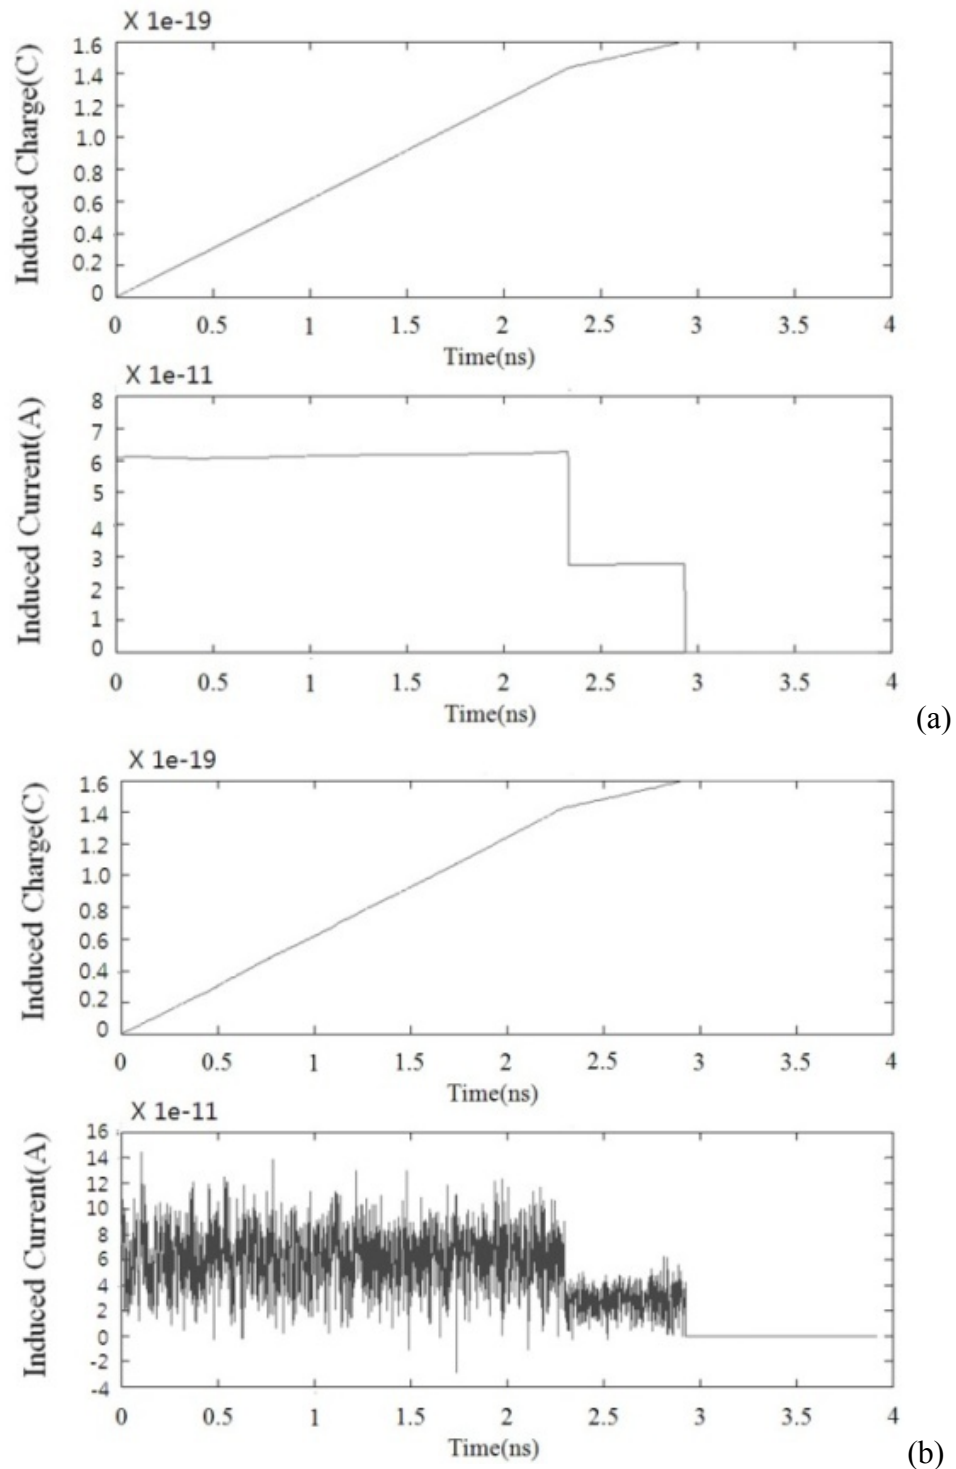 X 1e-19
Induced Charge(C)
1.6
1.4
1.2
1.0
0.8
0.6
0.4
0.2
0
0 0.5 1 1.5 2 2.5 3 3.5 4
Time(ns)
X 1e-11
Induced Current(A)
8
7
6
5
4
3
2
1
0
0 0.5 1 1.5 2 2.5 3 3.5 4
Time(ns)
(a)
X 1e-19
Induced Charge(C)
1.6
1.4
1.2
1.0
0.8
0.6
0.4
0.2
0
0 0.5 1 1.5 2 2.5 3 3.5 4
Time(ns)
X 1e-11
Induced Current(A)
16
14
12
10
8
6
4
2
0
-2
-4
0 0.5 1 1.5 2 2.5 3 3.5 4
Time(ns)
(b)